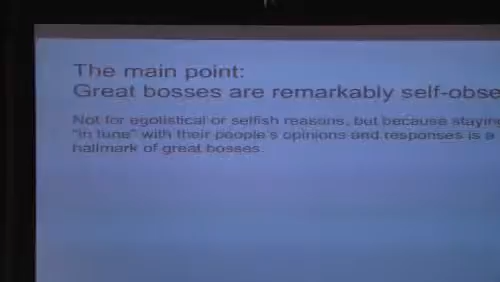 The main point:
Great bosses are remarkably self-obse
Not for egotistical or selfish reasons, but because staying
"in tune" with their people's opinions and responses is a
hallmark of great bosses.